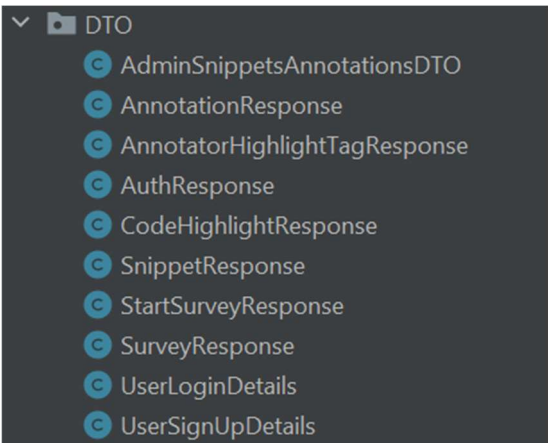 DTO
C AdminSnippetsAnnotationsDTO
C AnnotationResponse
C AnnotatorHighlightTagResponse
C AuthResponse
C CodeHighlightResponse
C SnippetResponse
C StartSurveyResponse
C SurveyResponse
C UserLoginDetails
C UserSignUpDetails